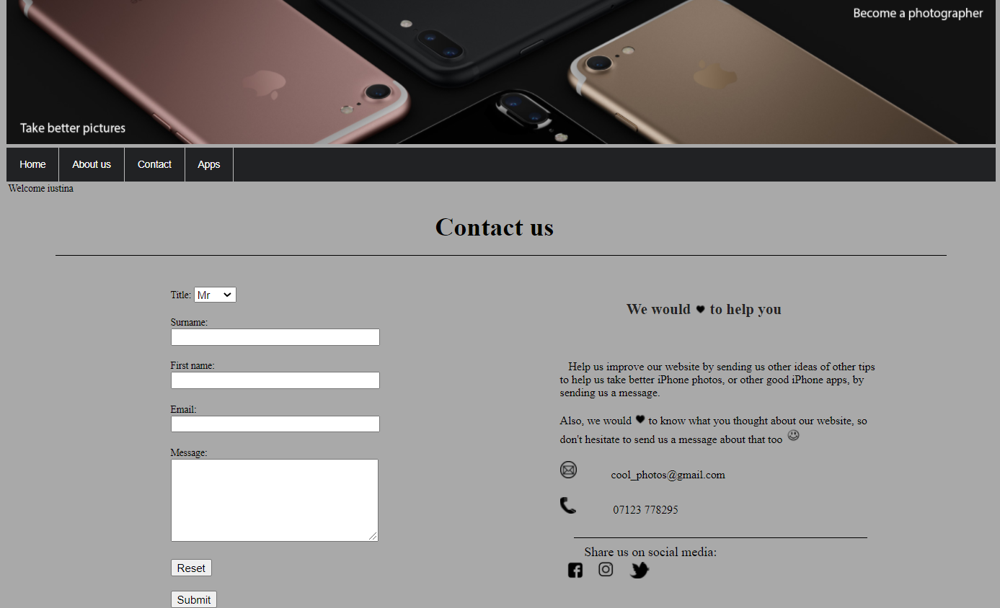 Become a photographer
Take better pictures
Home
About us
Contact
Apps
Welcome iustina
Contact us
Title: Mr
Surname:
First name:
Email:
Message:
Reset
Submit
We would to help you
Help us improve our website by sending us other ideas of other tips
to help us take better iPhone photos, or other good iPhone apps, by
sending us a message.
Also, we would to know what you thought about our website, so
don't hesitate to send us a message about that too
cool_photos@gmail.com
07123 778295
Share us on social media: